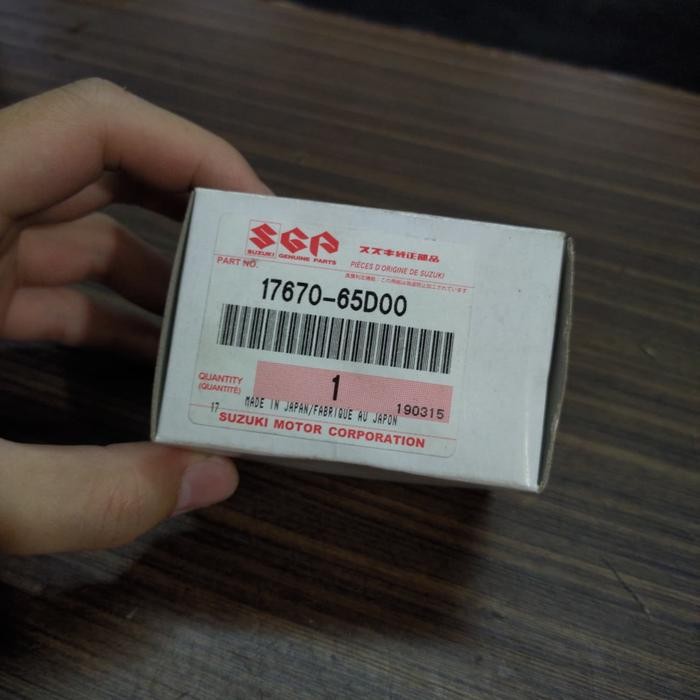 SGP
スズキ純正部品
SUZUKI GENUINE PARTS
PIÈCES D'ORIGINE DE SUZUKI
PART NO.
17670-65D00
QUANTITY
(QUANTITÉ)
1
MADE IN JAPAN/FABRIQUE AU JAPON
190315
17
SUZUKI MOTOR CORPORATION